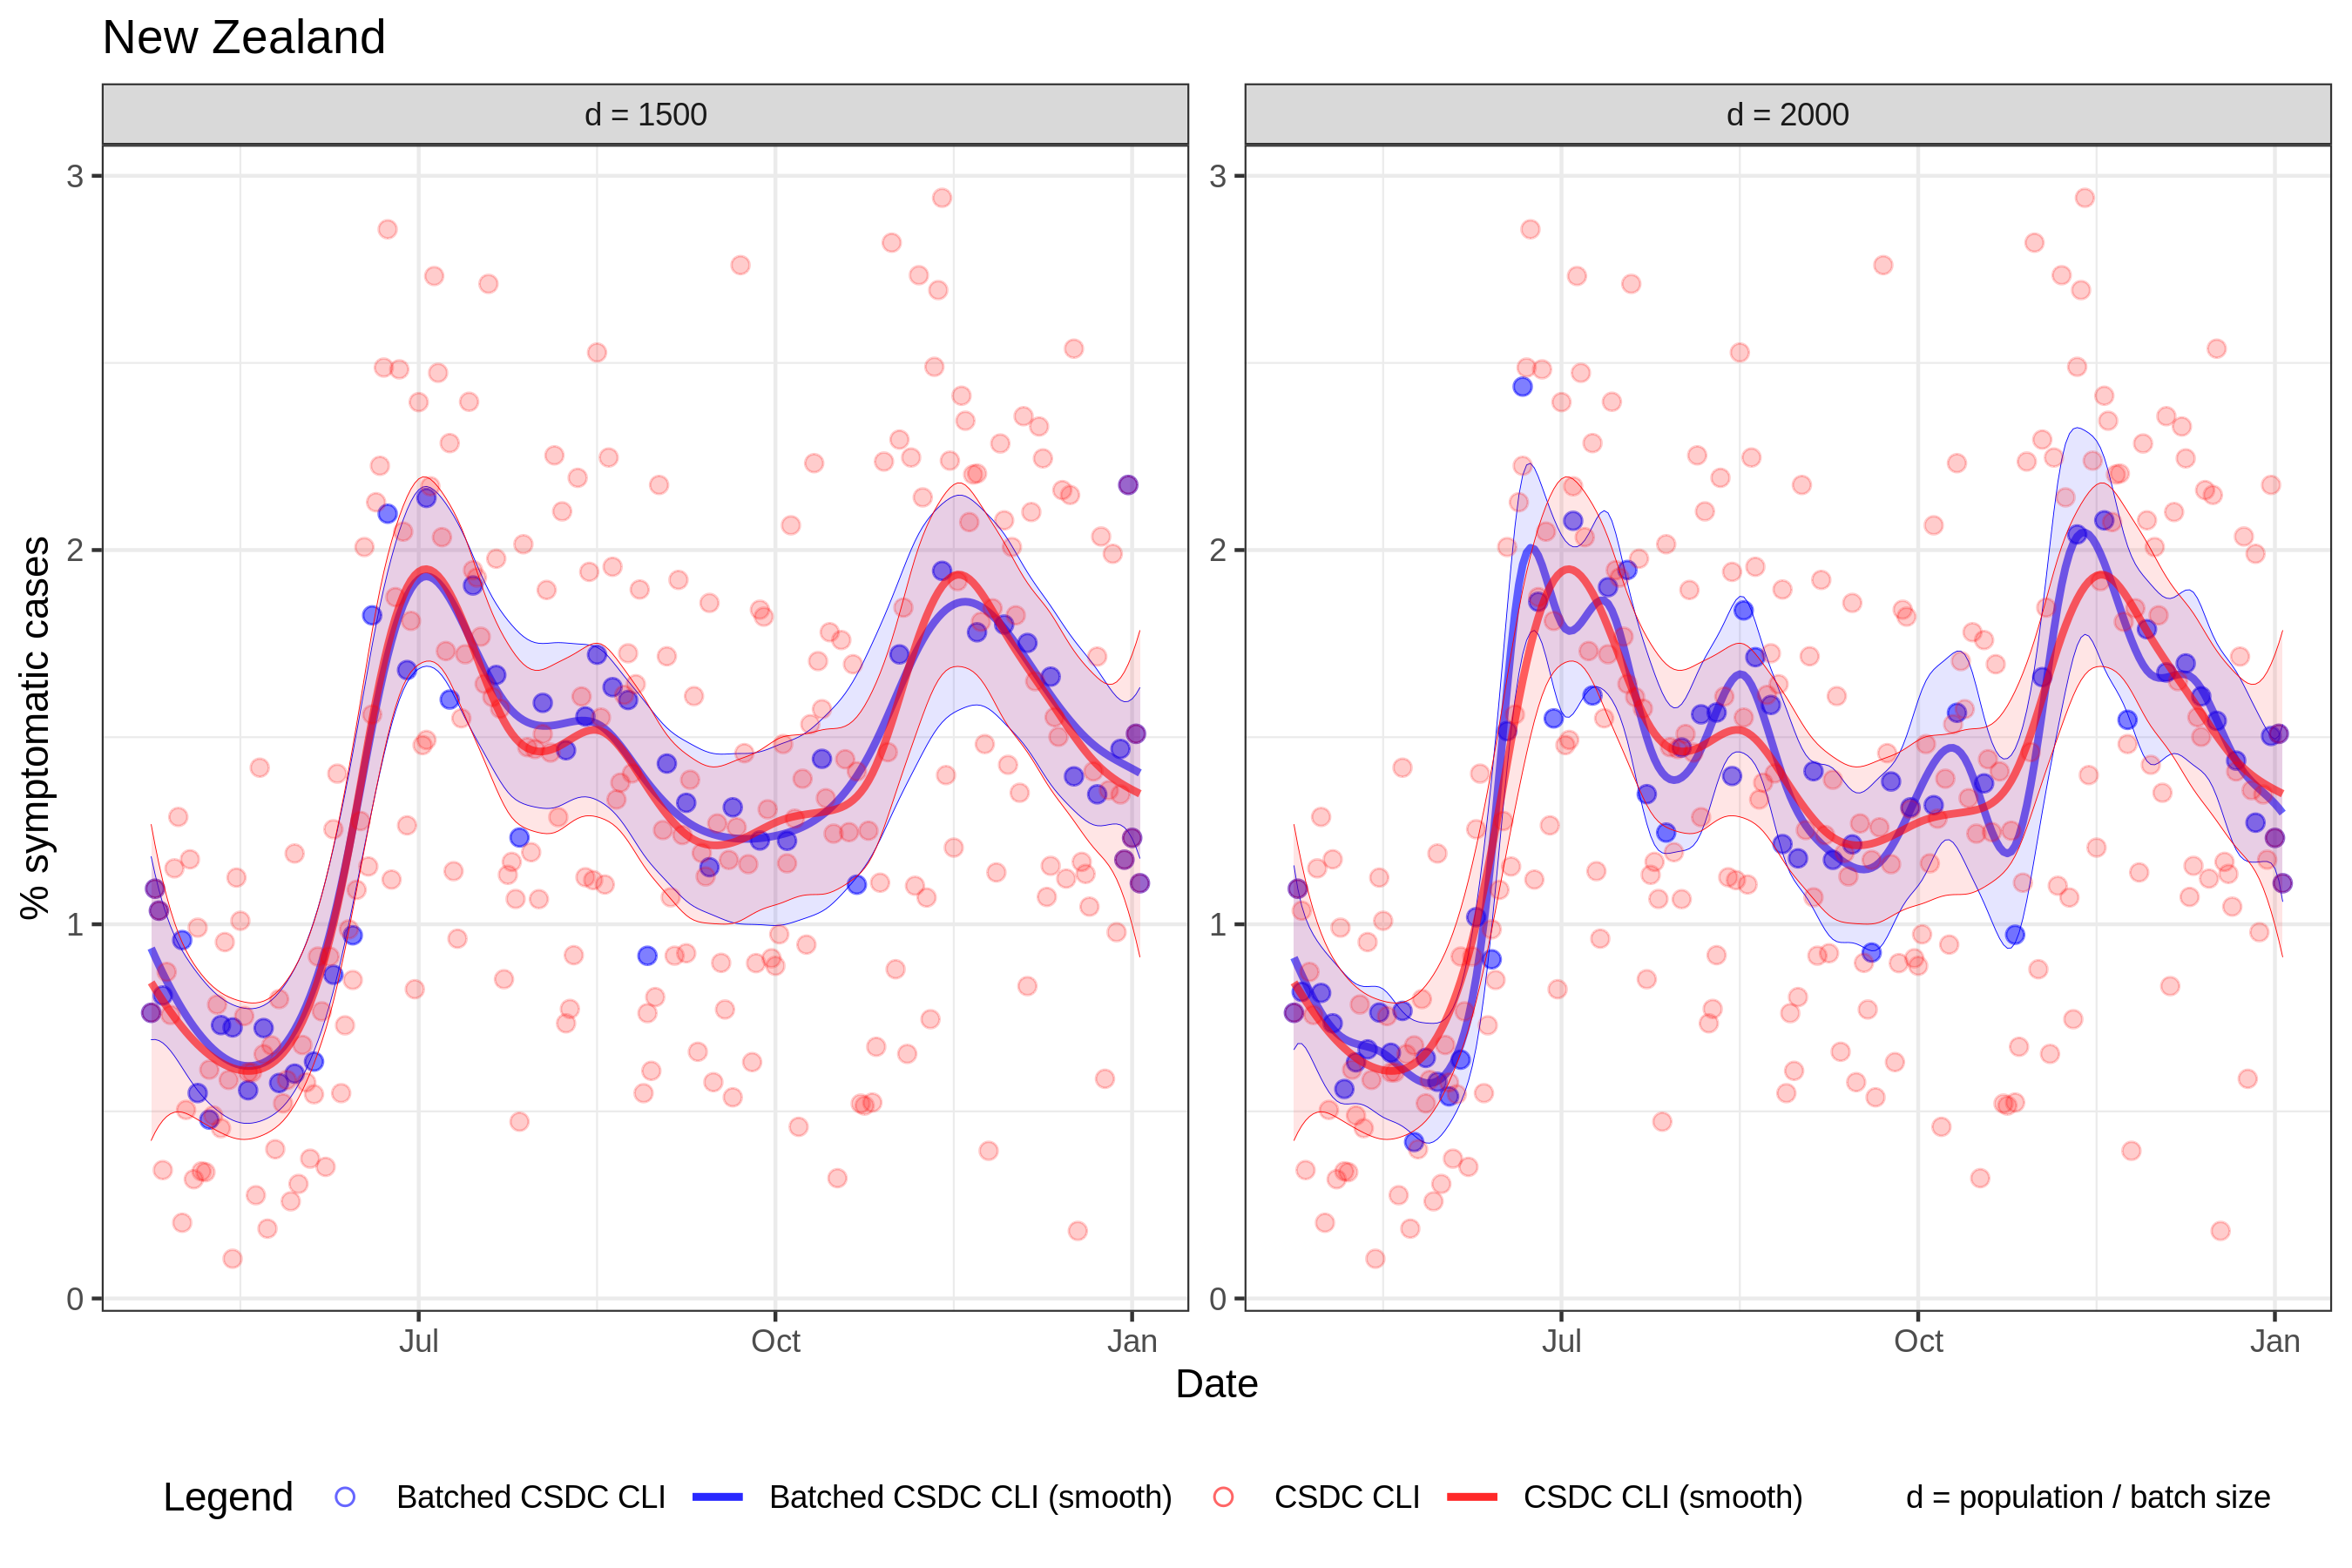 New Zealand
d = 1500
d = 2000
% symptomatic cases
3
2
1
0
3
2
1
0
Jul
Oct
Jan
Jul
Oct
Jan
Date
Legend
Batched CSDC CLI
Batched CSDC CLI (smooth)
CSDC CLI
CSDC CLI (smooth)
d = population / batch size